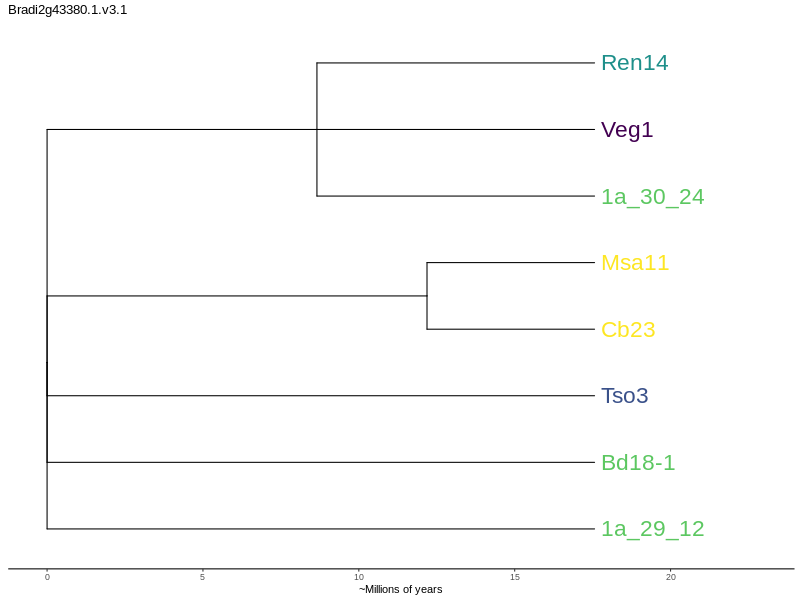 Bradi2g43380.1.v3.1
Ren14
Veg1
1a_30_24
Msa11
Cb23
Tso3
Bd18-1
1a_29_12
0 5 10 15 20
~Millions of years